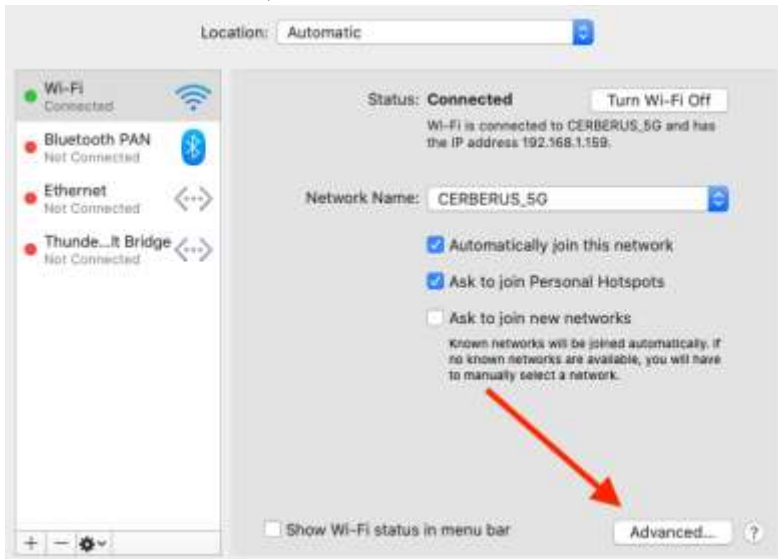 Location: Automatic
Wi-Fi
Connected
Bluetooth PAN
Not Connected
Ethernet
Not Connected
Thunde...lt Bridge
Not Connected
Status: Connected
Turn Wi-Fi Off
Wi-Fi is connected to CERBERUS_5G and has
the IP address 192.168.1.159.
Network Name: CERBERUS_5G
Automatically join this network
Ask to join Personal Hotspots
Ask to join new networks
Known networks will be joined automatically. If
no known networks are available, you will have
to manually select a network.
Show Wi-Fi status in menu bar
Advanced...
?